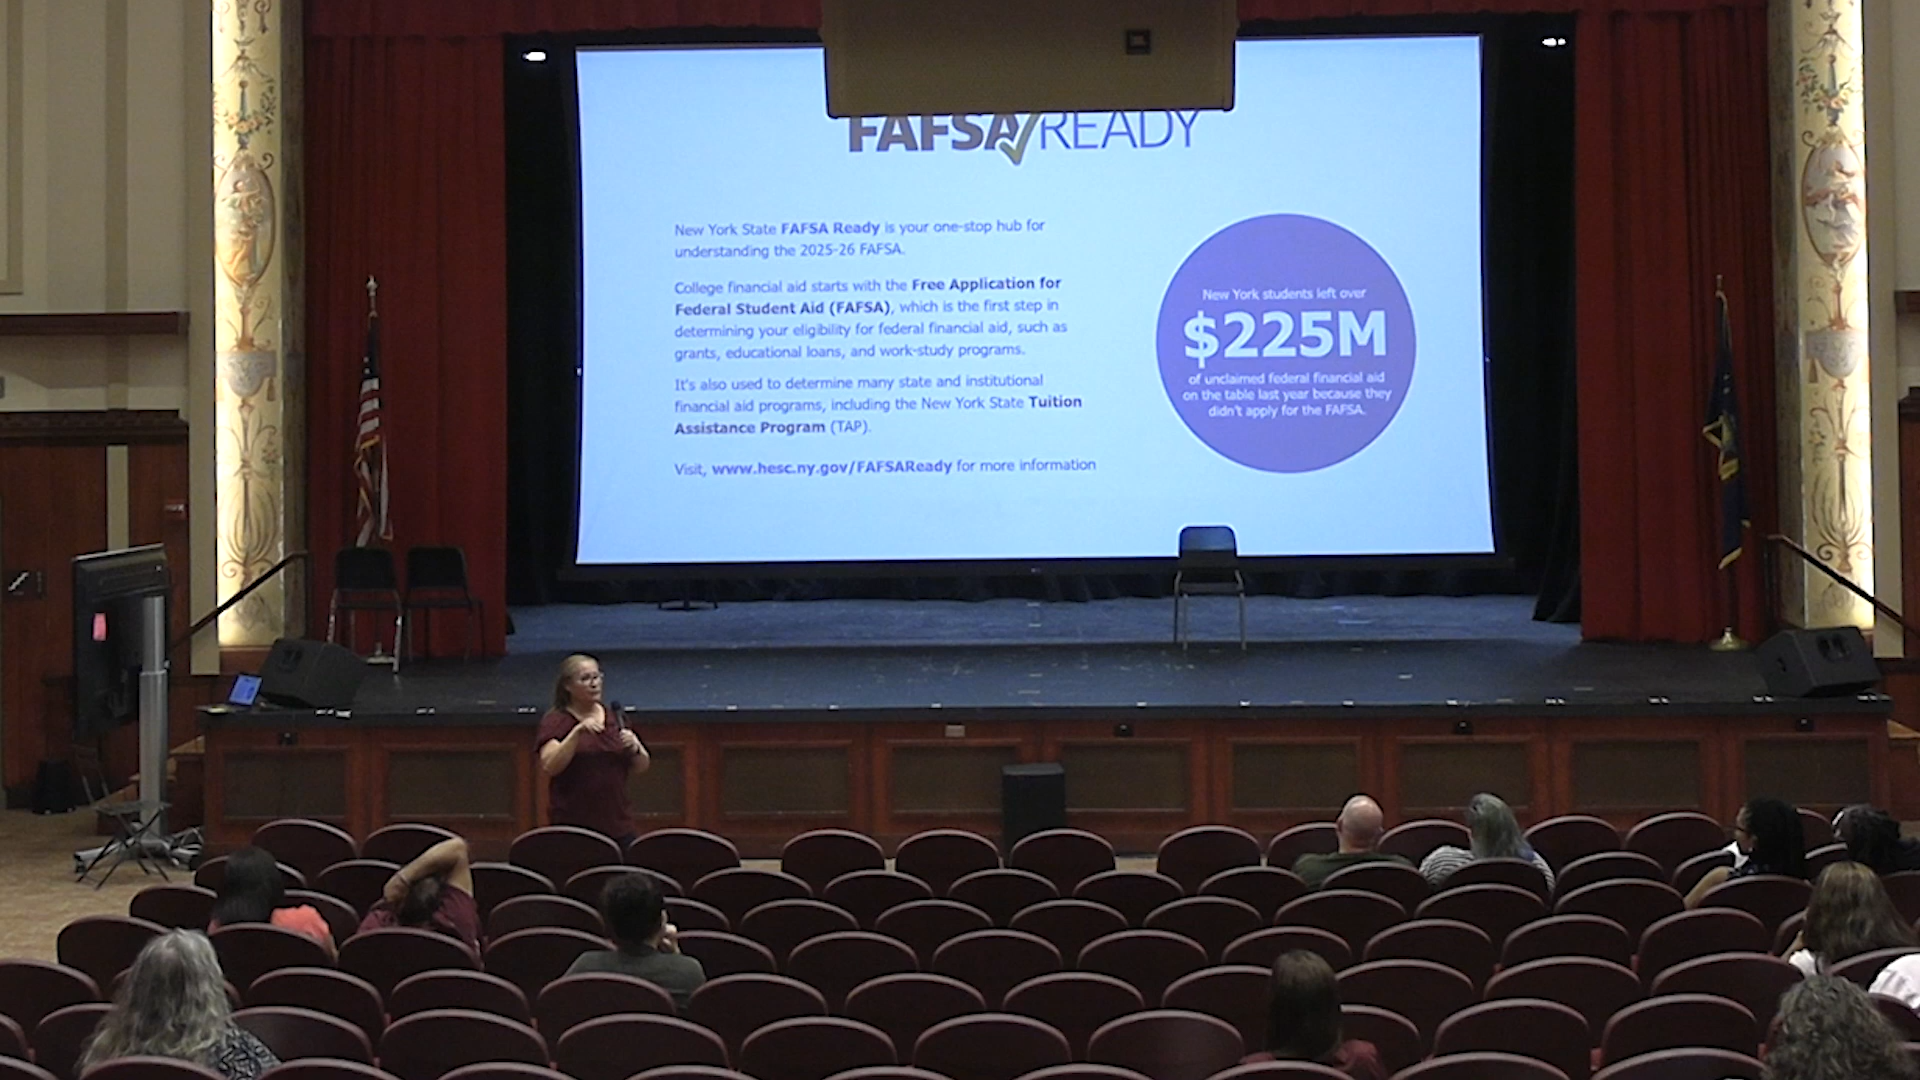 FAFSA READY
New York State FAFSA Ready is your one-stop hub for
understanding the 2025-26 FAFSA.
College financial aid starts with the Free Application for
Federal Student Aid (FAFSA), which is the first step in
determining your eligibility for federal financial aid, such as
grants, educational loans, and work-study programs.
It's also used to determine many state and institutional
financial aid programs, including the New York State Tuition
Assistance Program (TAP).
Visit, www.hesc.ny.gov/FAFSAReady for more information
New York students left over
$225M
of unclaimed federal financial aid
on the table last year because they
didn't apply for the FAFSA.